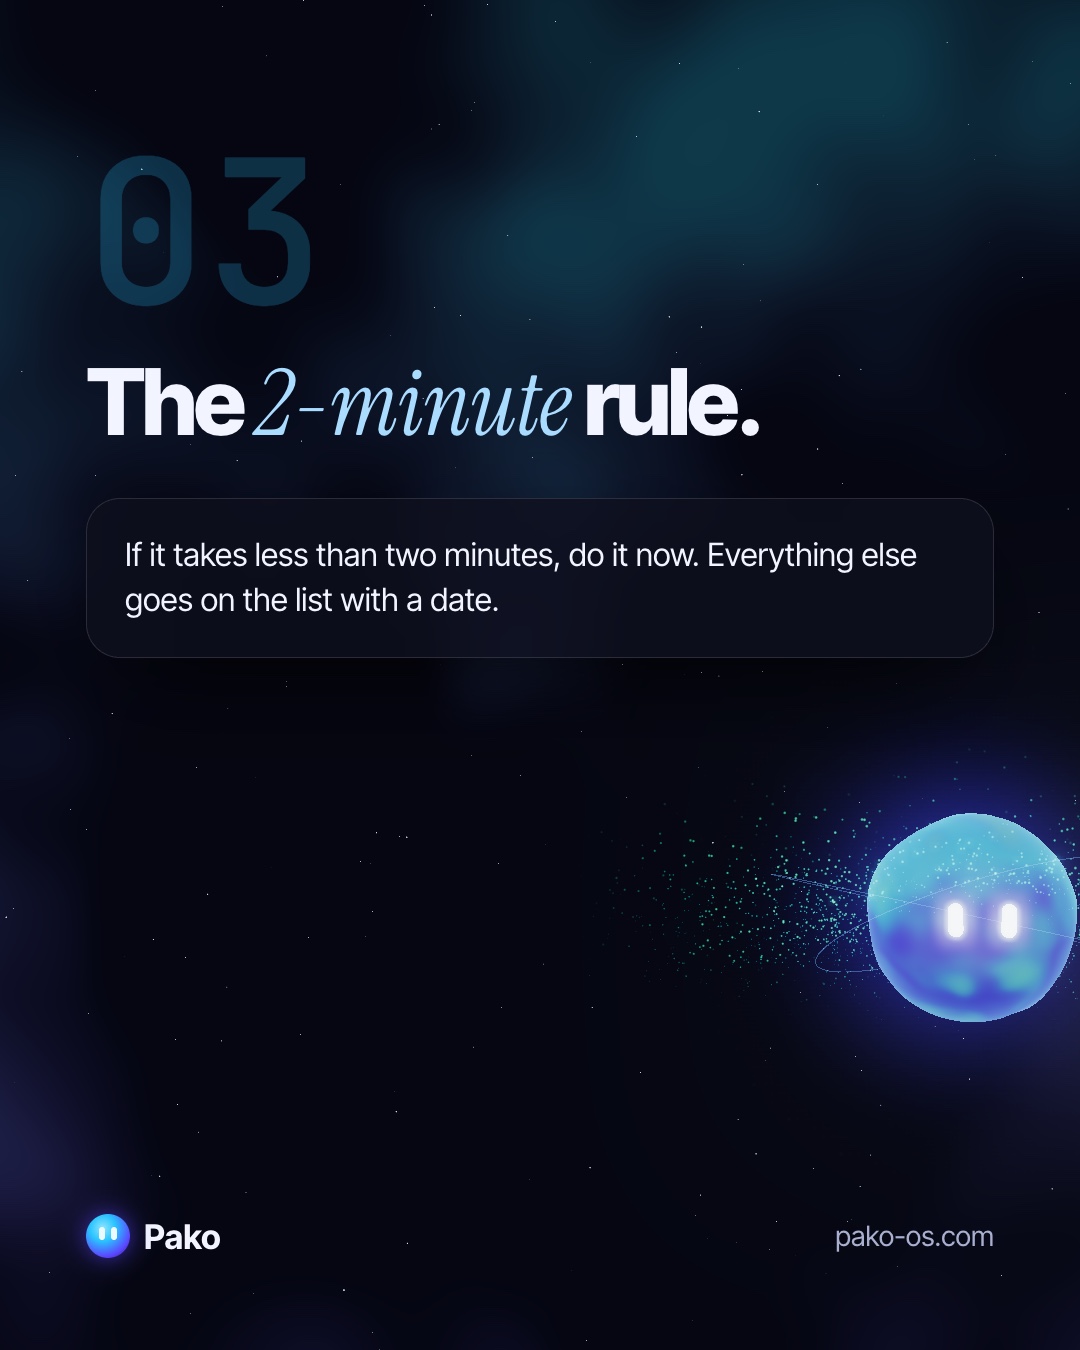 03
The 2-minute rule.
If it takes less than two minutes, do it now. Everything else
goes on the list with a date.
Pako
pako-os.com